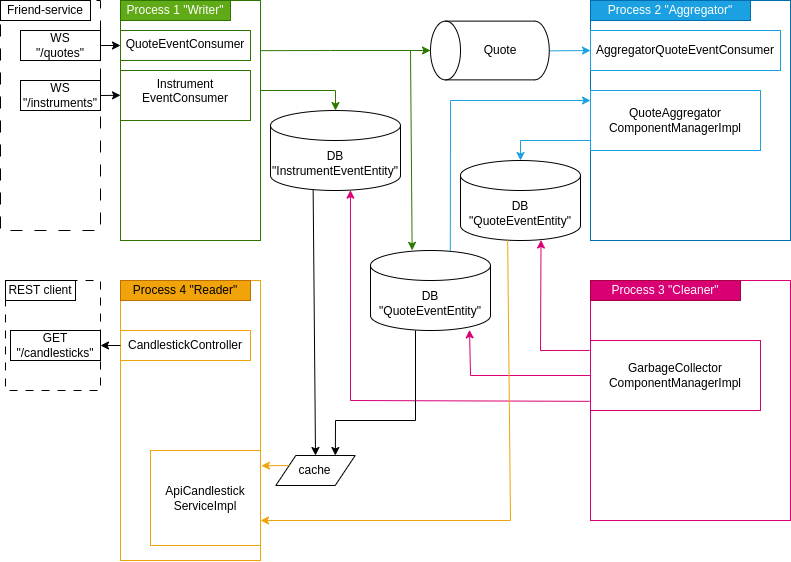 Friend-service
Process 1 "Writer"
Process 2 "Aggregator"
WS
"/quotes"
QuoteEventConsumer
Quote
AggregatorQuoteEventConsumer
WS
"/instruments"
Instrument
EventConsumer
QuoteAggregator
ComponentManagerImpl
DB
"InstrumentEventEntity"
DB
"QuoteEventEntity"
DB
"QuoteEventEntity"
REST client
Process 4 "Reader"
Process 3 "Cleaner"
GET
"/candlesticks"
CandlestickController
GarbageCollector
ComponentManagerImpl
cache
ApiCandlestick
ServiceImpl